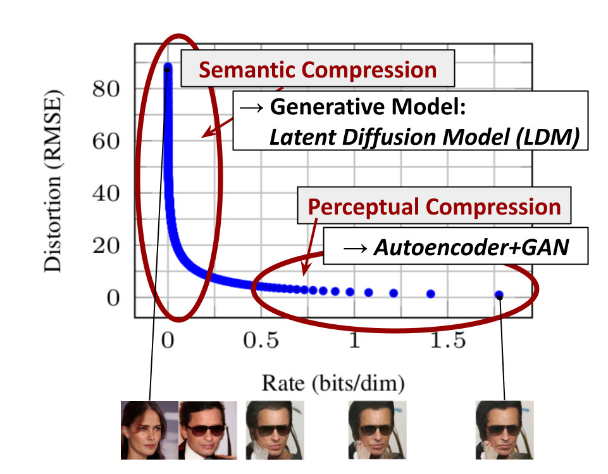 Semantic Compression
→ Generative Model:
Latent Diffusion Model (LDM)
Perceptual Compression
→ Autoencoder+GAN
Distortion (RMSE)
80
60
40
20
0
0 0.5 1 1.5
Rate (bits/dim)